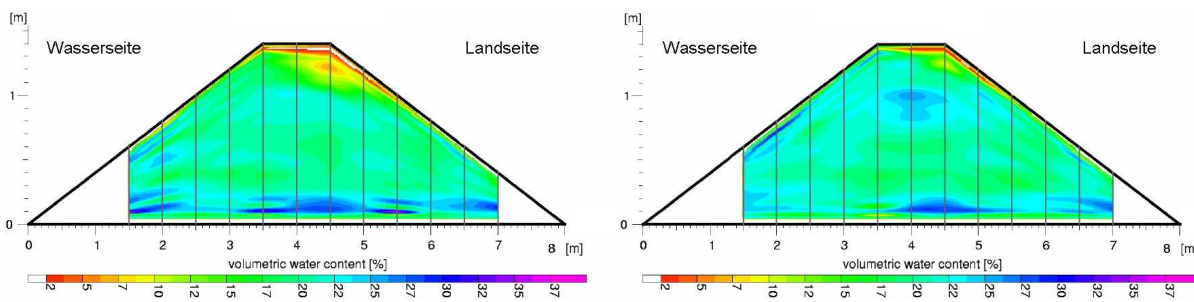 [m]
Wasserseite
Landseite
1
0
0 1 2 3 4 5 6 7 8 [m]
volumetric water content [%]
2 5 7 10 12 15 17 20 22 25 27 30 32 35 37
[m]
Wasserseite
Landseite
1
0
0 1 2 3 4 5 6 7 8 [m]
volumetric water content [%]
2 5 7 10 12 15 17 20 22 25 27 30 32 35 37